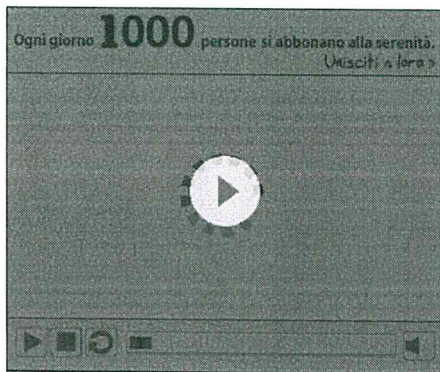 Ogni giorno 1000 persone si abbonano alla serenità.
Unisciti a loro »